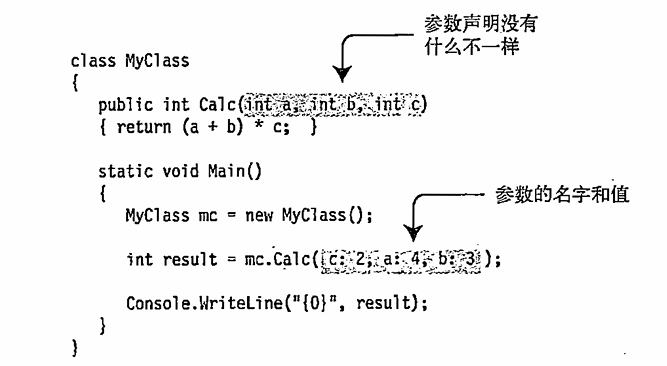 参数声明没有
什么不一样
class MyClass
{
public int Calc(int a, int b, int c)
{ return (a + b) * c; }
static void Main()
{
参数的名字和值
MyClass mc = new MyClass();
int result = mc.Calc( c: 2, a: 4, b: 3 );
Console.WriteLine("{0}", result);
}
}